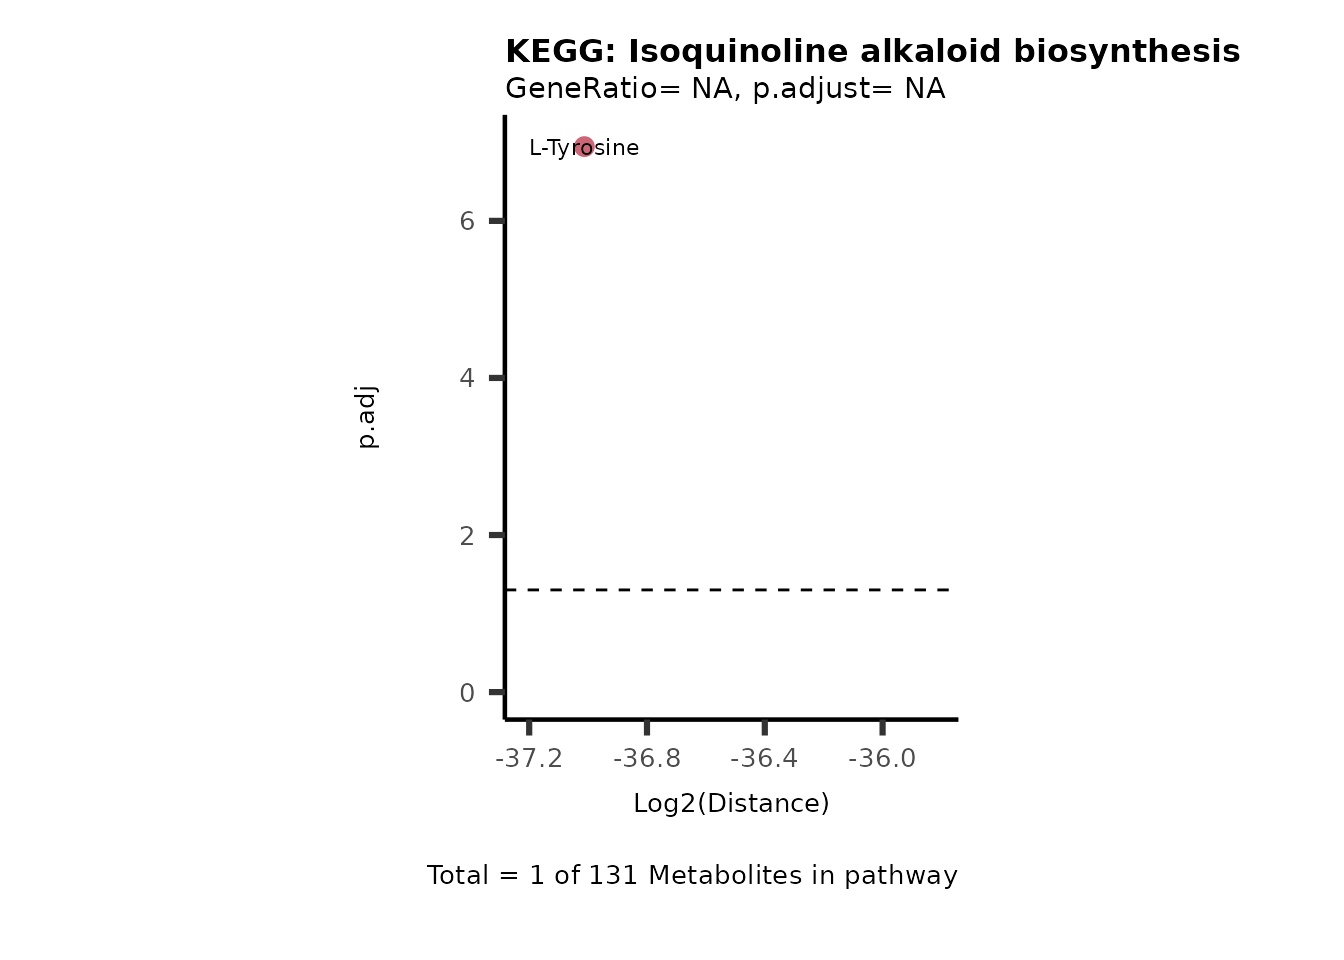 KEGG: Isoquinoline alkaloid biosynthesis
GeneRatio= NA, p.adjust= NA
L-Tyrosine
6
4
p.adj
2
0
-37.2 -36.8 -36.4 -36.0
Log2(Distance)
Total = 1 of 131 Metabolites in pathway